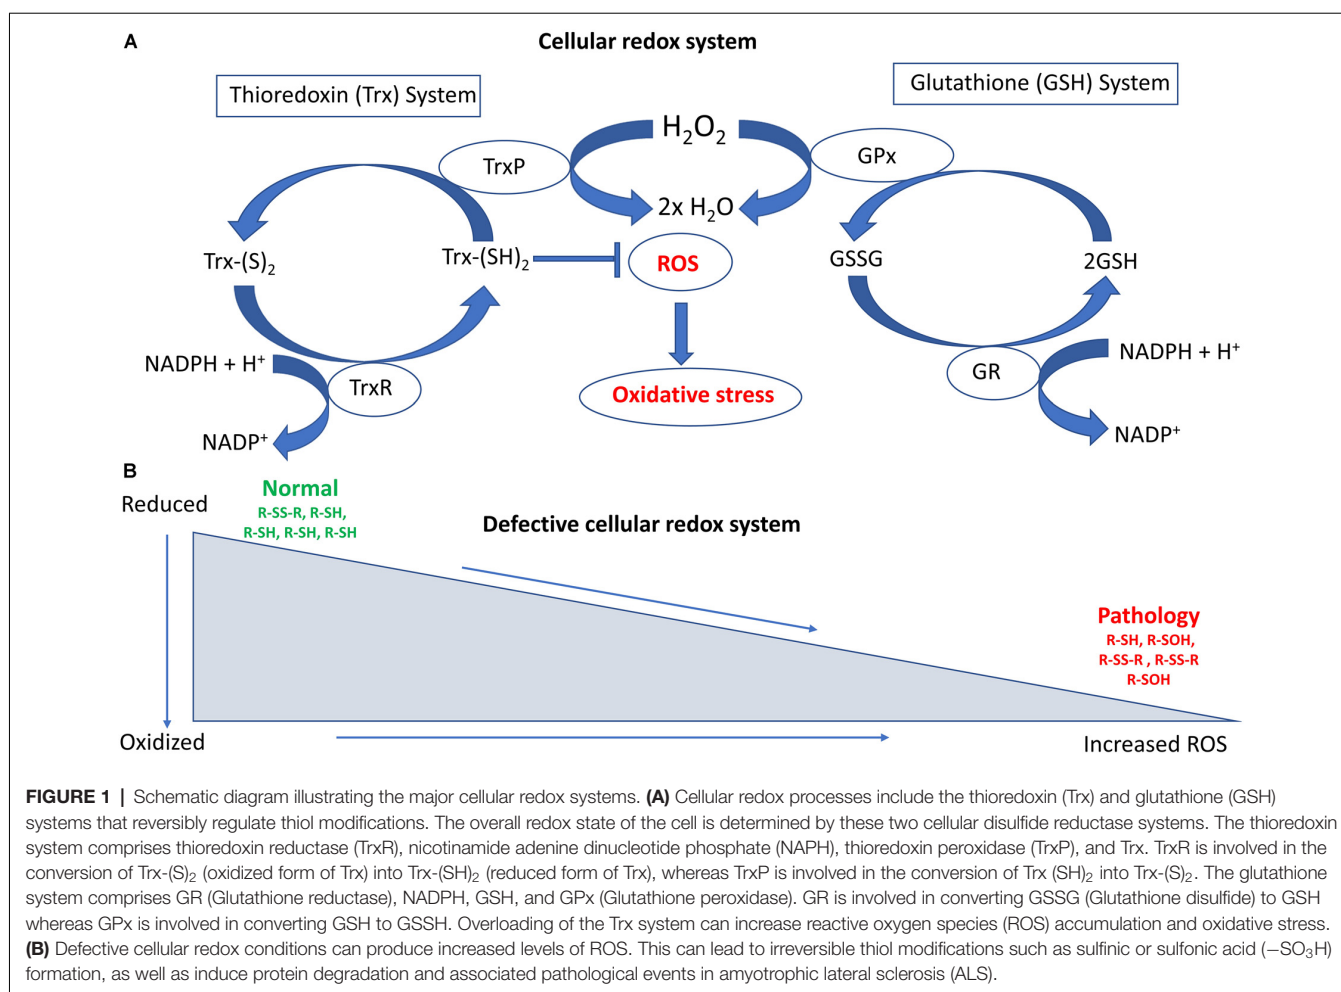 A
Cellular redox system
Thioredoxin (Trx) System
Glutathione (GSH) System
H₂O₂
TrxP
GPx
2x H₂O
Trx-(S)₂
Trx-(SH)₂
ROS
GSSG
2GSH
NADPH + H⁺
TrxR
Oxidative stress
GR
NADPH + H⁺
NADP⁺
NADP⁺
B
Reduced
Normal
R-SS-R, R-SH,
R-SH, R-SH, R-SH
Defective cellular redox system
Pathology
R-SH, R-SOH,
R-SS-R , R-SS-R
R-SOH
Oxidized
Increased ROS
FIGURE 1 | Schematic diagram illustrating the major cellular redox systems. (A) Cellular redox processes include the thioredoxin (Trx) and glutathione (GSH)
systems that reversibly regulate thiol modifications. The overall redox state of the cell is determined by these two cellular disulfide reductase systems. The thioredoxin
system comprises thioredoxin reductase (TrxR), nicotinamide adenine dinucleotide phosphate (NAPH), thioredoxin peroxidase (TrxP), and Trx. TrxR is involved in the
conversion of Trx-(S)₂ (oxidized form of Trx) into Trx-(SH)₂ (reduced form of Trx), whereas TrxP is involved in the conversion of Trx (SH)₂ into Trx-(S)₂. The glutathione
system comprises GR (Glutathione reductase), NADPH, GSH, and GPx (Glutathione peroxidase). GR is involved in converting GSSG (Glutathione disulfide) to GSH
whereas GPx is involved in converting GSH to GSSH. Overloading of the Trx system can increase reactive oxygen species (ROS) accumulation and oxidative stress.
(B) Defective cellular redox conditions can produce increased levels of ROS. This can lead to irreversible thiol modifications such as sulfinic or sulfonic acid (−SO₃H)
formation, as well as induce protein degradation and associated pathological events in amyotrophic lateral sclerosis (ALS).